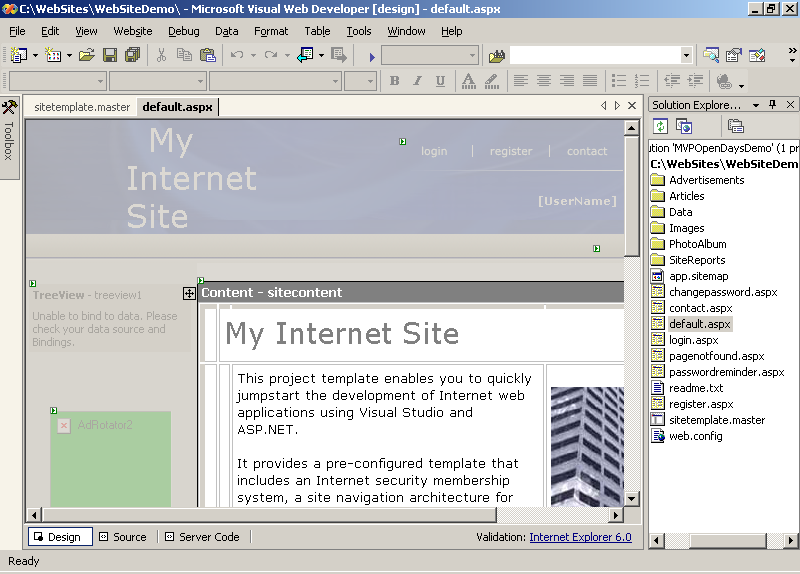 C:\WebSites\WebSiteDemo\ - Microsoft Visual Web Developer [design] - default.aspx
File Edit View Website Debug Data Format Table Tools Window Help
B I U A
Toolbox
sitetemplate.master default.aspx
My
Internet
Site
login | register | contact
[UserName]
TreeView - treeview1
Unable to bind to data. Please
check your data source and
Bindings.
AdRotator2
Content - sitecontent
My Internet Site
This project template enables you to quickly
jumpstart the development of Internet web
applications using Visual Studio and
ASP.NET.
It provides a pre-configured template that
includes an Internet security membership
system, a site navigation architecture for
Design Source Server Code
Validation: Internet Explorer 6.0
Solution Explore...
ution 'MVPOpenDaysDemo' (1 pr
C:\WebSites\WebSiteDem
Advertisements
Articles
Data
Images
PhotoAlbum
SiteReports
app.sitemap
changepassword.aspx
contact.aspx
default.aspx
login.aspx
pagenotfound.aspx
passwordreminder.aspx
readme.txt
register.aspx
sitetemplate.master
web.config
Ready